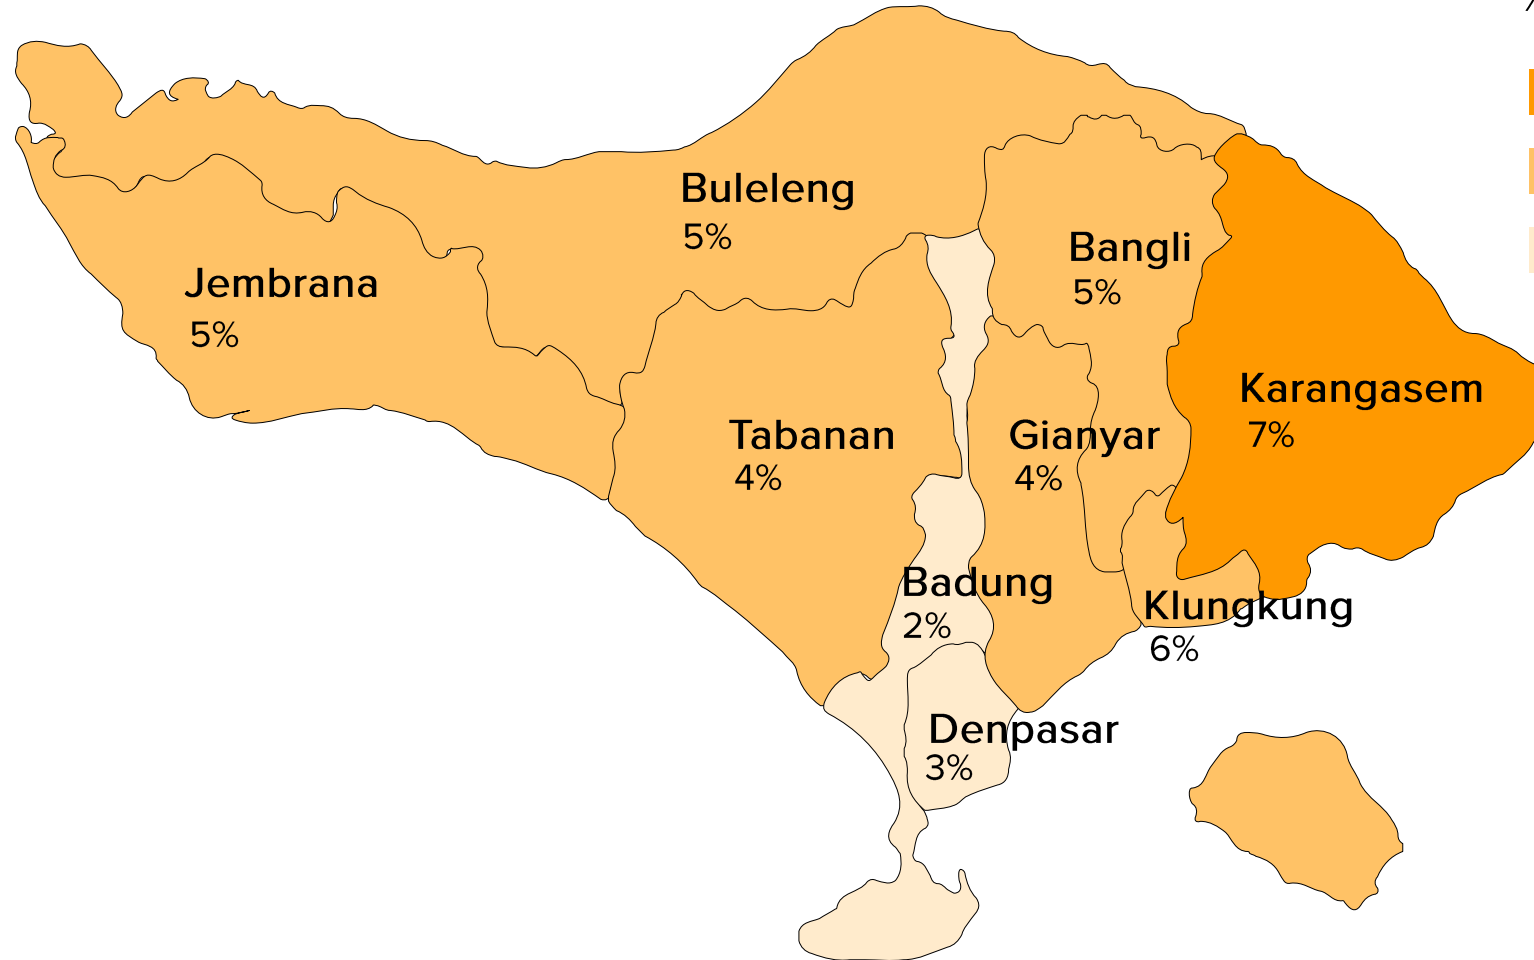 Buleleng
5%
Bangli
5%
Jembrana
5%
Karangasem
7%
Tabanan
4%
Gianyar
4%
Badung
2%
Klungkung
6%
Denpasar
3%